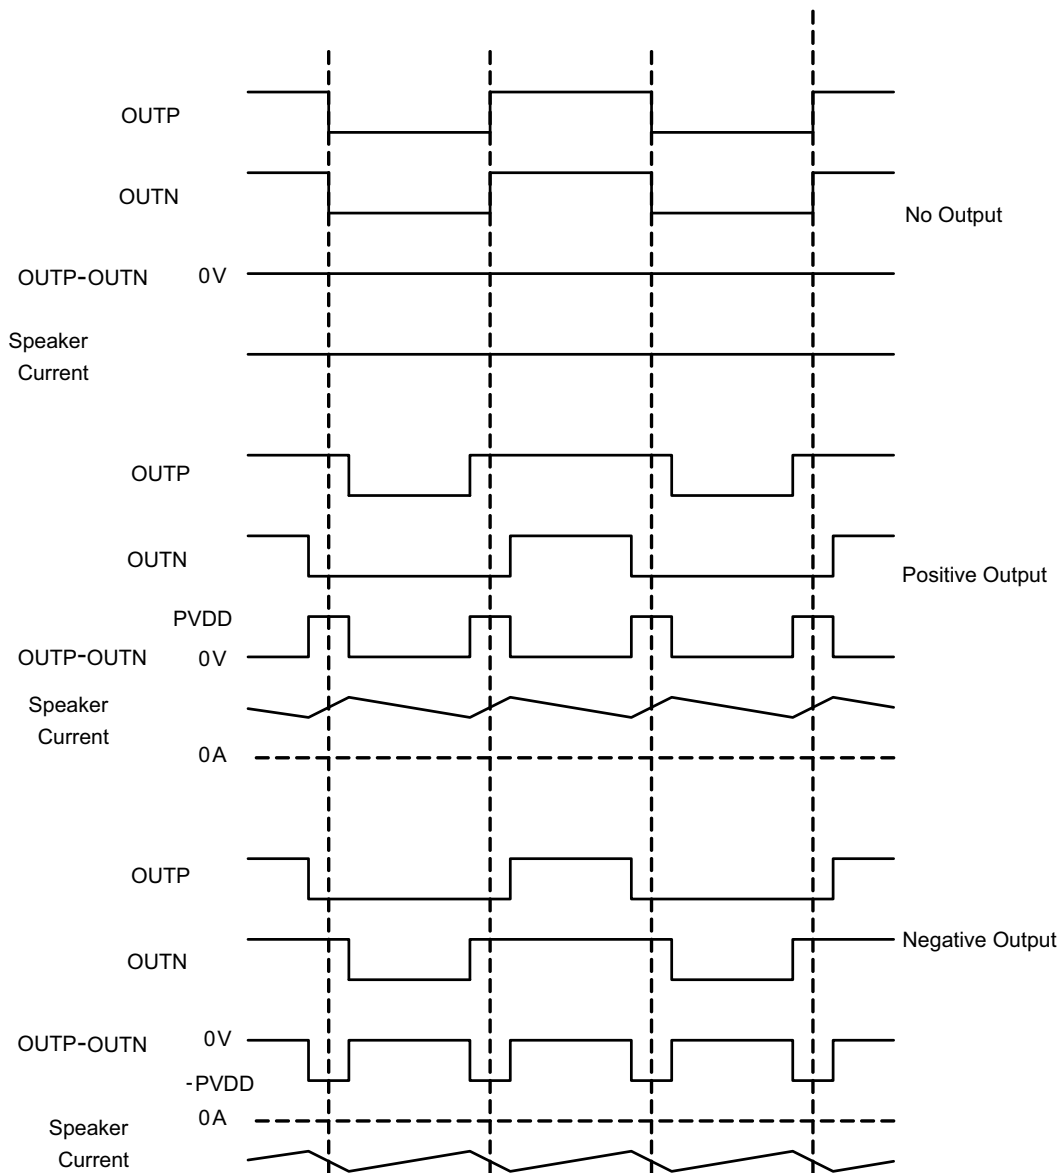 OUTP
OUTN
No Output
OUTP-OUTN 0V
Speaker
Current
OUTP
OUTN
Positive Output
PVDD
OUTP-OUTN 0V
Speaker
Current
0A
OUTP
OUTN
Negative Output
OUTP-OUTN 0V
-PVDD
0A
Speaker
Current